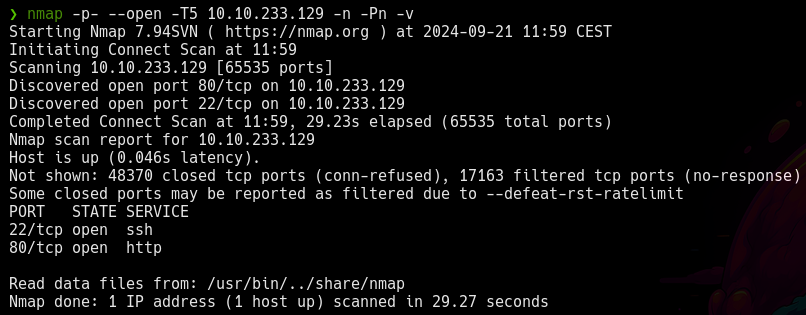 ❯ nmap -p- --open -T5 10.10.233.129 -n -Pn -v
Starting Nmap 7.94SVN ( https://nmap.org ) at 2024-09-21 11:59 CEST
Initiating Connect Scan at 11:59
Scanning 10.10.233.129 [65535 ports]
Discovered open port 80/tcp on 10.10.233.129
Discovered open port 22/tcp on 10.10.233.129
Completed Connect Scan at 11:59, 29.23s elapsed (65535 total ports)
Nmap scan report for 10.10.233.129
Host is up (0.046s latency).
Not shown: 48370 closed tcp ports (conn-refused), 17163 filtered tcp ports (no-response)
Some closed ports may be reported as filtered due to --defeat-rst-ratelimit
PORT   STATE SERVICE
22/tcp open  ssh
80/tcp open  http
Read data files from: /usr/bin/../share/nmap
Nmap done: 1 IP address (1 host up) scanned in 29.27 seconds